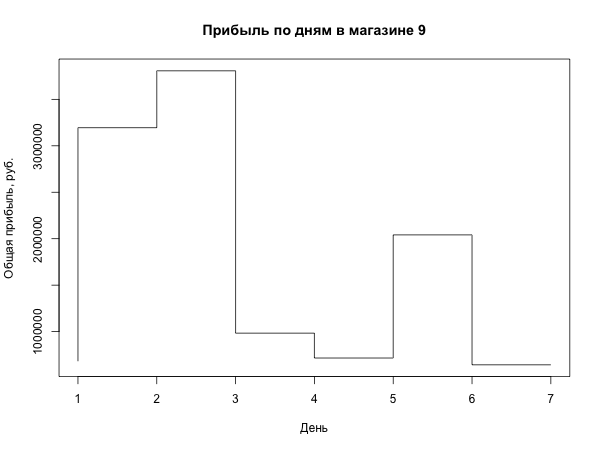 Прибыль по дням в магазине 9
Общая прибыль, руб.
3000000
2000000
1000000
1 2 3 4 5 6 7
День